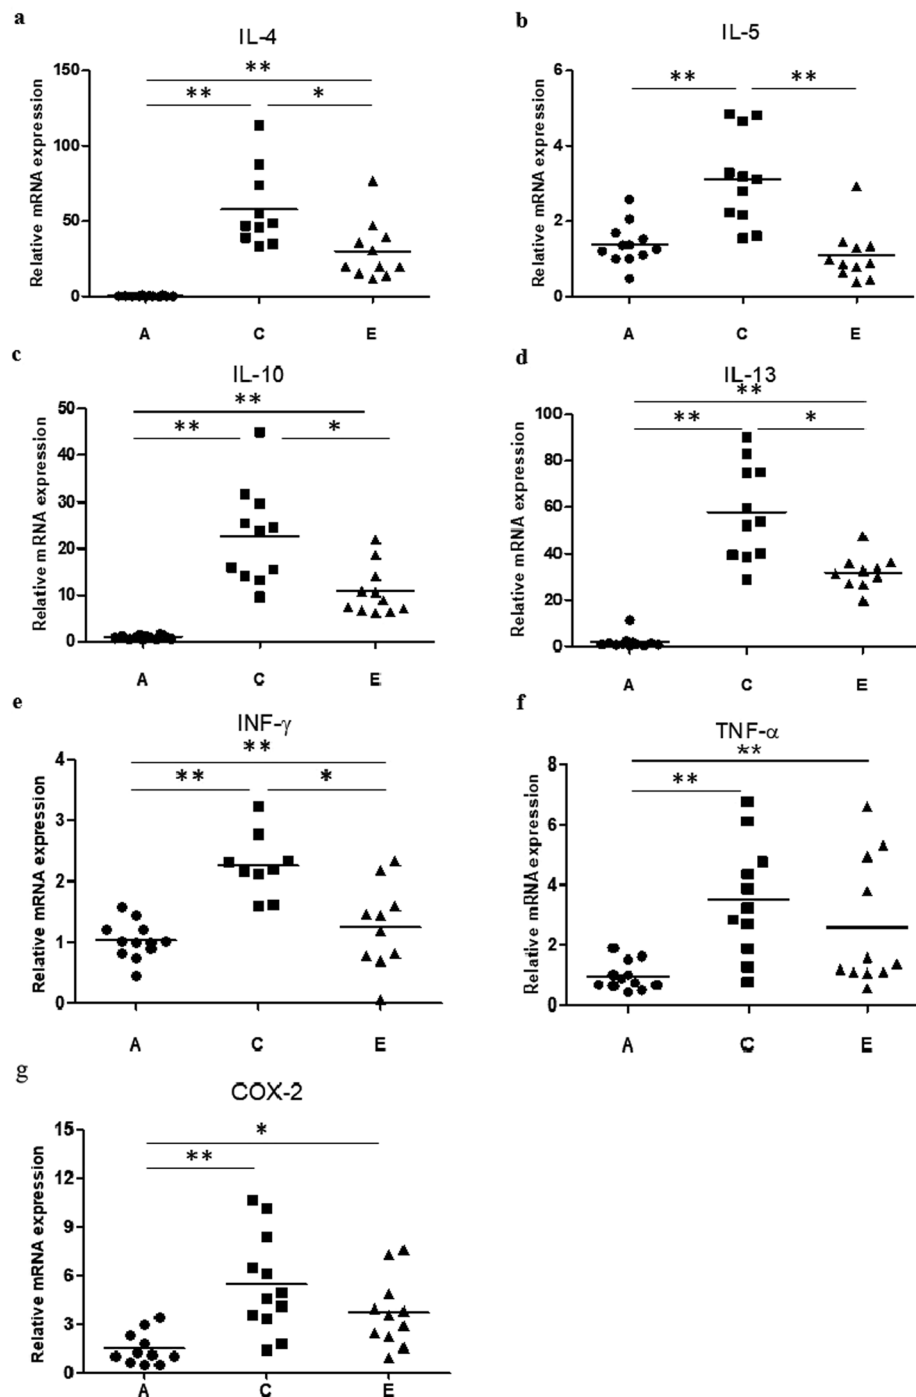 a
IL-4
**
** *
Relative mRNA expression
150
100
50
0
A C E
b
IL-5
** **
Relative mRNA expression
6
4
2
0
A C E
c
IL-10
**
** *
Relative mRNA expression
50
40
30
20
10
0
A C E
d
IL-13
**
** *
Relative mRNA expression
100
80
60
40
20
0
A C E
e
INF-γ
**
** *
Relative mRNA expression
4
3
2
1
0
A C E
f
TNF-α
**
**
Relative mRNA expression
8
6
4
2
0
A C E
g
COX-2
*
**
Relative mRNA expression
15
12
9
6
3
0
A C E